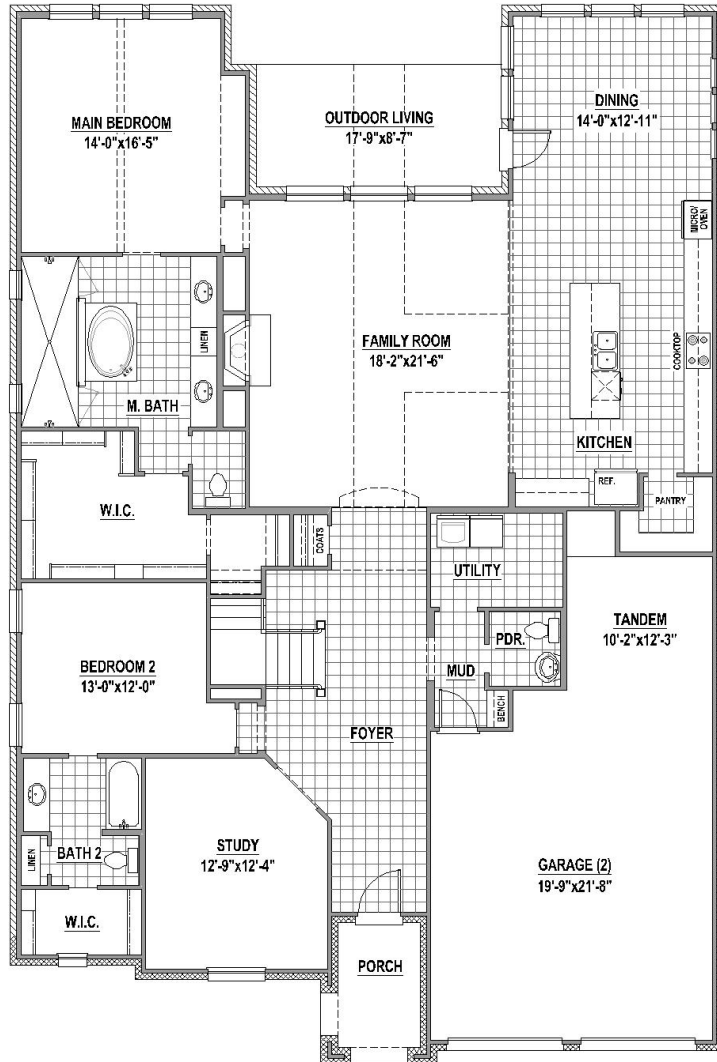 MAIN BEDROOM
14'-0"x16'-5"
OUTDOOR LIVING
17'-9"x8'-7"
DINING
14'-0"x12'-11"
MICRO/
OVEN
LINEN
FAMILY ROOM
18'-2"x21'-6"
COOKTOP
M. BATH
KITCHEN
REF.
PANTRY
W.I.C.
COATS
UTILITY
TANDEM
10'-2"x12'-3"
PDR.
BEDROOM 2
13'-0"x12'-0"
MUD
BENCH
FOYER
STUDY
12'-9"x12'-4"
LINEN
BATH 2
GARAGE (2)
19'-9"x21'-8"
W.I.C.
PORCH